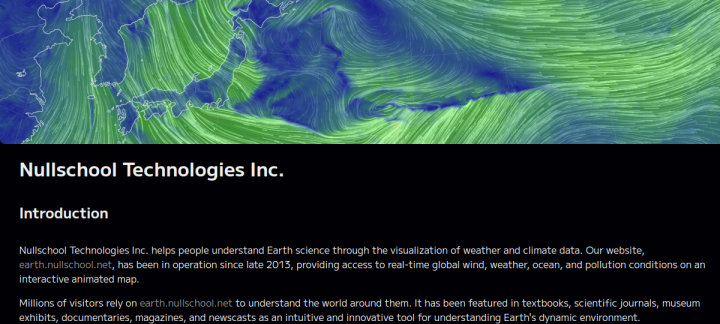 Nullschool Technologies Inc.
Introduction
Nullschool Technologies Inc. helps people understand Earth science through the visualization of weather and climate data. Our website,
earth.nullschool.net, has been in operation since late 2013, providing access to real-time global wind, weather, ocean, and pollution conditions on an
interactive animated map.
Millions of visitors rely on earth.nullschool.net to understand the world around them. It has been featured in textbooks, scientific journals, museum
exhibits, documentaries, magazines, and newscasts as an intuitive and innovative tool for understanding Earth's dynamic environment.